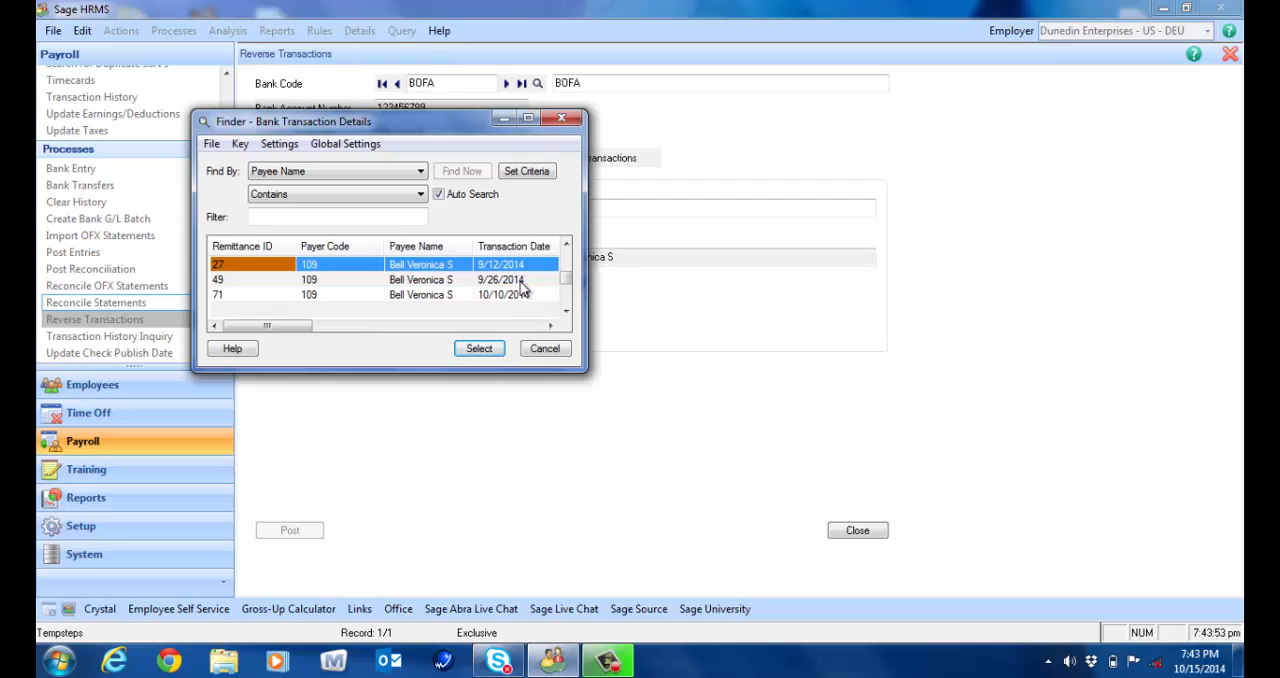 Sage HRMS
File Edit Actions Processes Analysis Reports Rules Details Query Help Employer Dunedin Enterprises - US - DEU
Payroll
Reverse Transactions
Timecards
Transaction History
Update Earnings/Deductions
Update Taxes
Processes
Bank Entry
Bank Transfers
Clear History
Create Bank G/L Batch
Import OFX Statements
Post Entries
Post Reconciliation
Reconcile OFX Statements
Reconcile Statements
Reverse Transactions
Transaction History Inquiry
Update Check Publish Date
Employees
Time Off
Payroll
Training
Reports
Setup
System
Bank Code BOFA BOFA
123456789
ransactions
ica S
Finder - Bank Transaction Details
File Key Settings Global Settings
Find By: Payee Name Find Now Set Criteria
Contains Auto Search
Filter:
Remittance ID Payer Code Payee Name Transaction Date
27 109 Bell Veronica S 9/12/2014
49 109 Bell Veronica S 9/26/2014
71 109 Bell Veronica S 10/10/2014
Help Select Cancel
Post Close
Crystal Employee Self Service Gross-Up Calculator Links Office Sage Abra Live Chat Sage Live Chat Sage Source Sage University
Tempsteps Record: 1/1 Exclusive NUM 7:43:53 pm
7:43 PM
10/15/2014